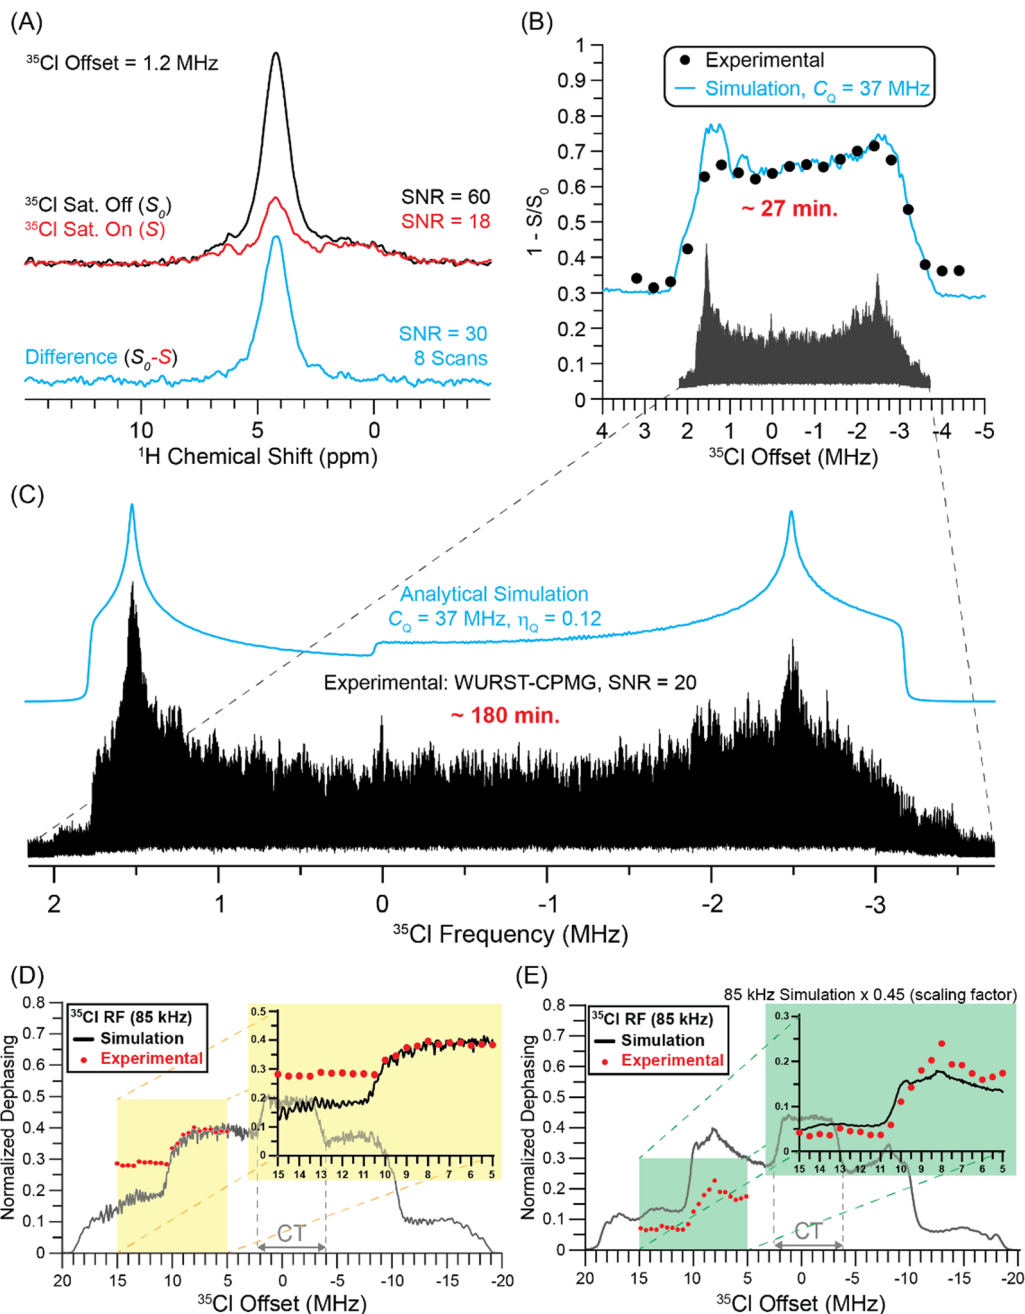 (A)
³⁵Cl Offset = 1.2 MHz
³⁵Cl Sat. Off (S₀)
³⁵Cl Sat. On (S)
SNR = 60
SNR = 18
Difference (S₀-S)
SNR = 30
8 Scans
10 5 0
¹H Chemical Shift (ppm)
(B)
Experimental
Simulation, C_Q = 37 MHz
~ 27 min.
1 - S/S₀
1
0.9
0.8
0.7
0.6
0.5
0.4
0.3
0.2
0.1
0
4 3 2 1 0 -1 -2 -3 -4 -5
³⁵Cl Offset (MHz)
(C)
Analytical Simulation
C_Q = 37 MHz, η_Q = 0.12
Experimental: WURST-CPMG, SNR = 20
~ 180 min.
2 1 0 -1 -2 -3
³⁵Cl Frequency (MHz)
(D)
³⁵Cl RF (85 kHz)
Simulation
Experimental
Normalized Dephasing
0.8
0.7
0.6
0.5
0.4
0.3
0.2
0.1
0
0.5
0.4
0.3
0.2
0.1
0
15 14 13 12 11 10 9 8 7 6 5
CT
20 15 10 5 0 -5 -10 -15 -20
³⁵Cl Offset (MHz)
(E)
85 kHz Simulation x 0.45 (scaling factor)
³⁵Cl RF (85 kHz)
Simulation
Experimental
Normalized Dephasing
0.8
0.7
0.6
0.5
0.4
0.3
0.2
0.1
0
0.3
0.2
0.1
0
15 14 13 12 11 10 9 8 7 6 5
CT
20 15 10 5 0 -5 -10 -15 -20
³⁵Cl Offset (MHz)